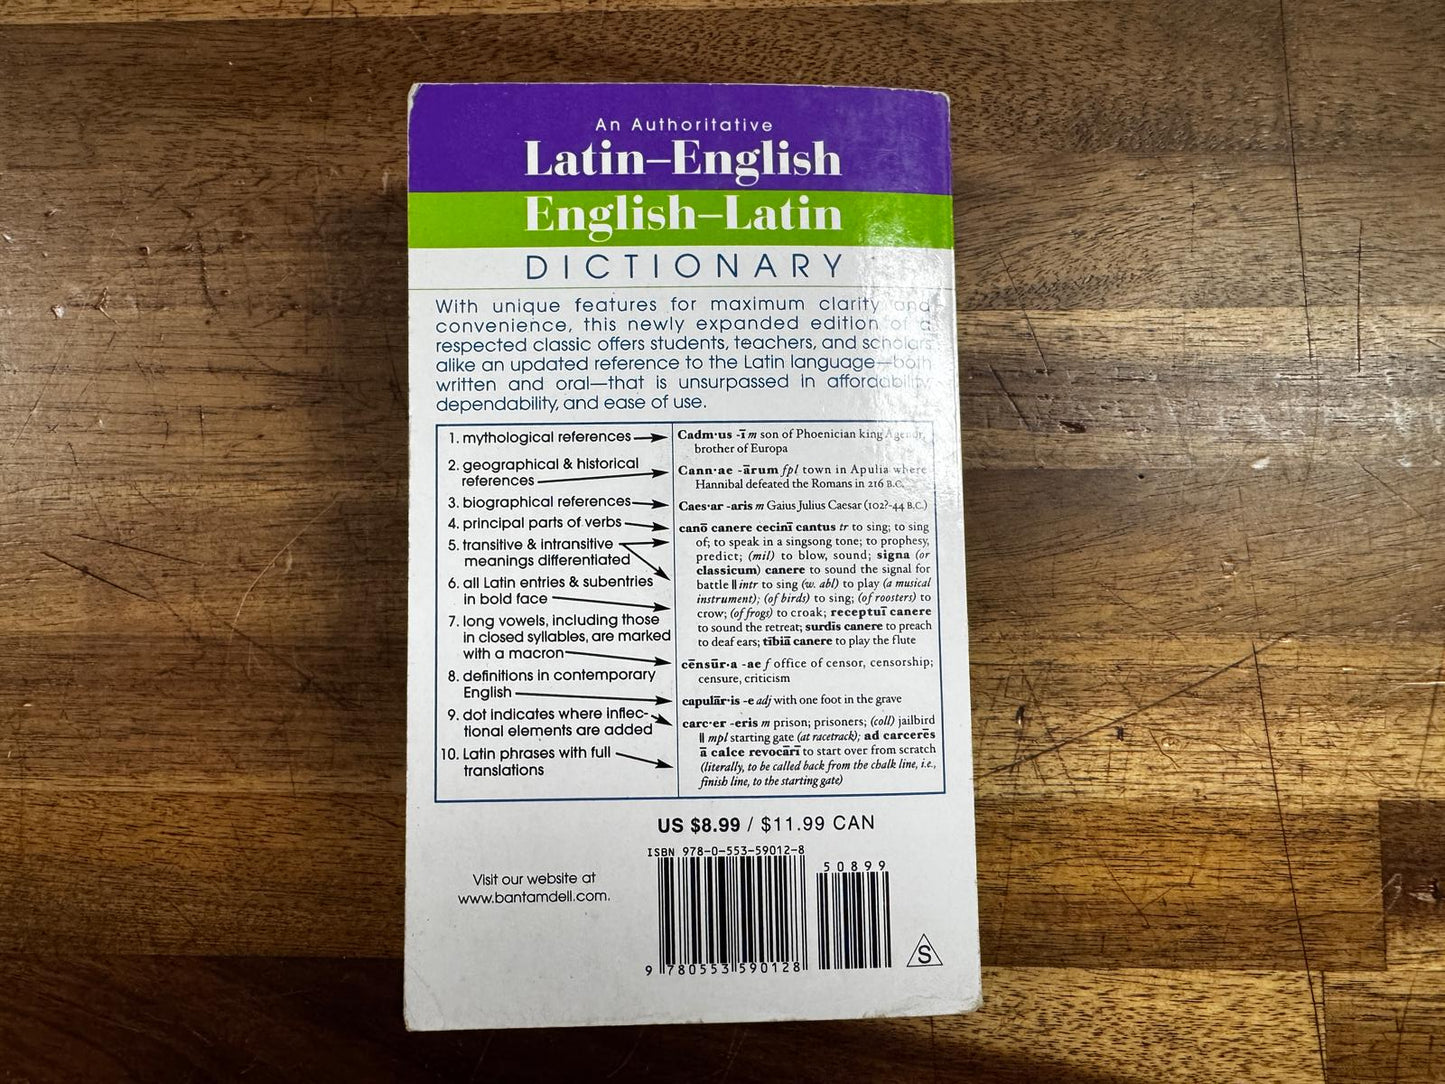 An Authoritative
Latin–English
English–Latin
DICTIONARY
With unique features for maximum clarity and
convenience, this newly expanded edition of a
respected classic offers students, teachers, and scholars
alike an updated reference to the Latin language—both
written and oral—that is unsurpassed in affordability,
dependability, and ease of use.
1. mythological references
2. geographical & historical
references
3. biographical references
4. principal parts of verbs
5. transitive & intransitive
meanings differentiated
6. all Latin entries & subentries
in bold face
7. long vowels, including those
in closed syllables, are marked
with a macron
8. definitions in contemporary
English
9. dot indicates where inflec-
tional elements are added
10. Latin phrases with full
translations
Cadm·us -ī m son of Phoenician king Agenor,
brother of Europa
Cann·ae -ārum fpl town in Apulia where
Hannibal defeated the Romans in 216 B.C.
Caes·ar -aris m Gaius Julius Caesar (102?-44 B.C.)
canō canere cecinī cantus tr to sing; to sing
of; to speak in a singsong tone; to prophesy,
predict; (mil) to blow, sound; signa (or
classicum) canere to sound the signal for
battle ‖ intr to sing (w. abl) to play (a musical
instrument); (of birds) to sing; (of roosters) to
crow; (of frogs) to croak; receptuī canere
to sound the retreat; surdīs canere to preach
to deaf ears; tībiā canere to play the flute
cēnsūr·a -ae f office of censor, censorship;
censure, criticism
capulār·is -e adj with one foot in the grave
carc·er -eris m prison; prisoners; (coll) jailbird
‖ mpl starting gate (at racetrack); ad carcerēs
ā calce revocārī to start over from scratch
(literally, to be called back from the chalk line, i.e.,
finish line, to the starting gate)
US $8.99 / $11.99 CAN
ISBN 978-0-553-59012-8
50899
Visit our website at
www.bantamdell.com.
9 780553 590128
S